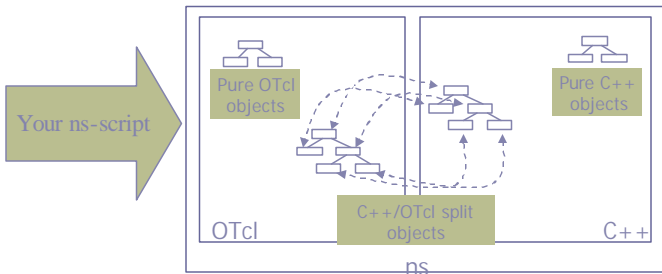 Pure OTcl
objects
Pure C++
objects
Your ns-script
C++/OTcl split
objects
OTcl
C++
ns